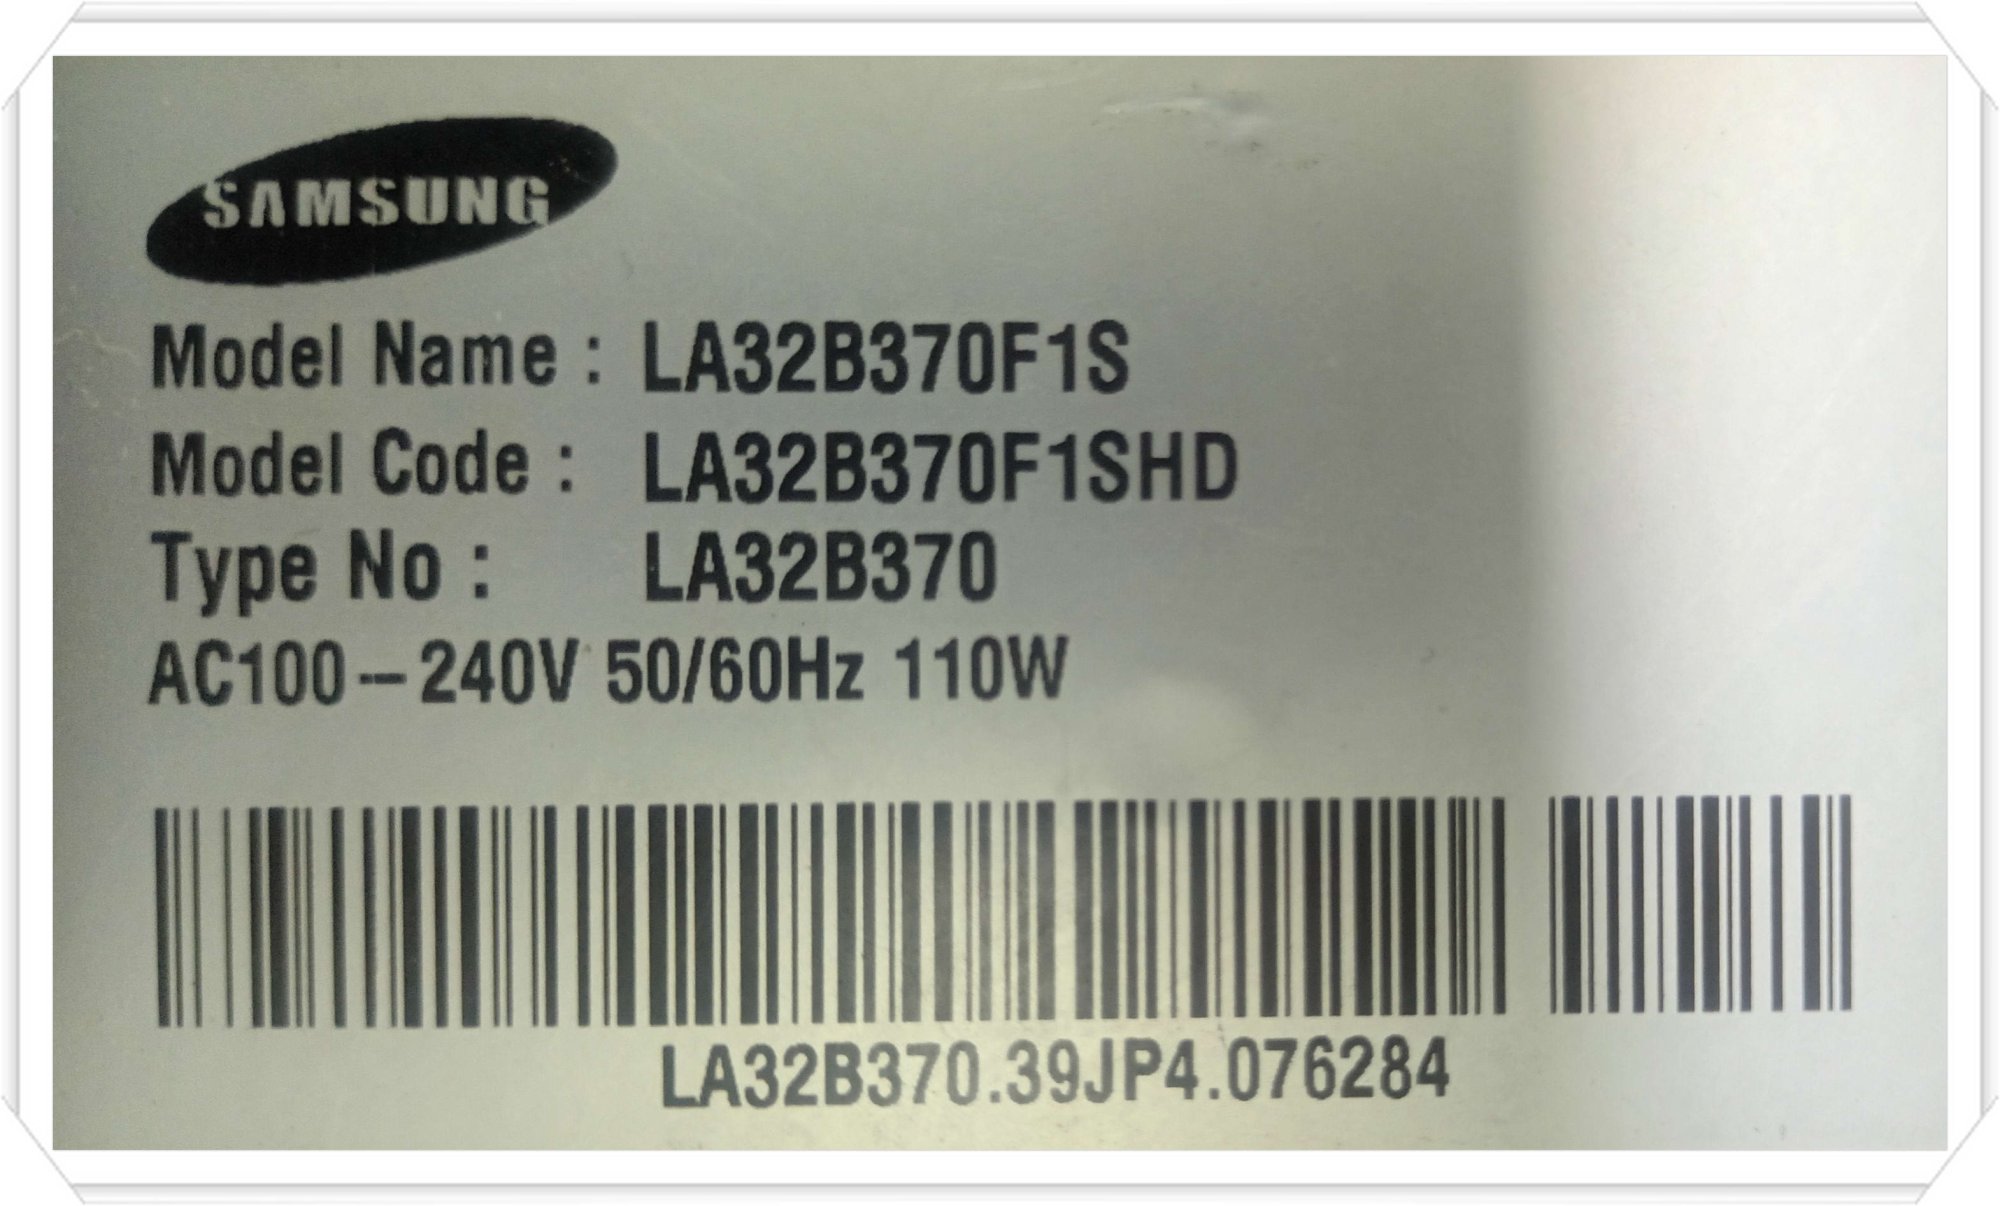 SAMSUNG
Model Name : LA32B370F1S
Model Code : LA32B370F1SHD
Type No : LA32B370
AC100-240V 50/60Hz 110W
LA32B370.39JP4.076284